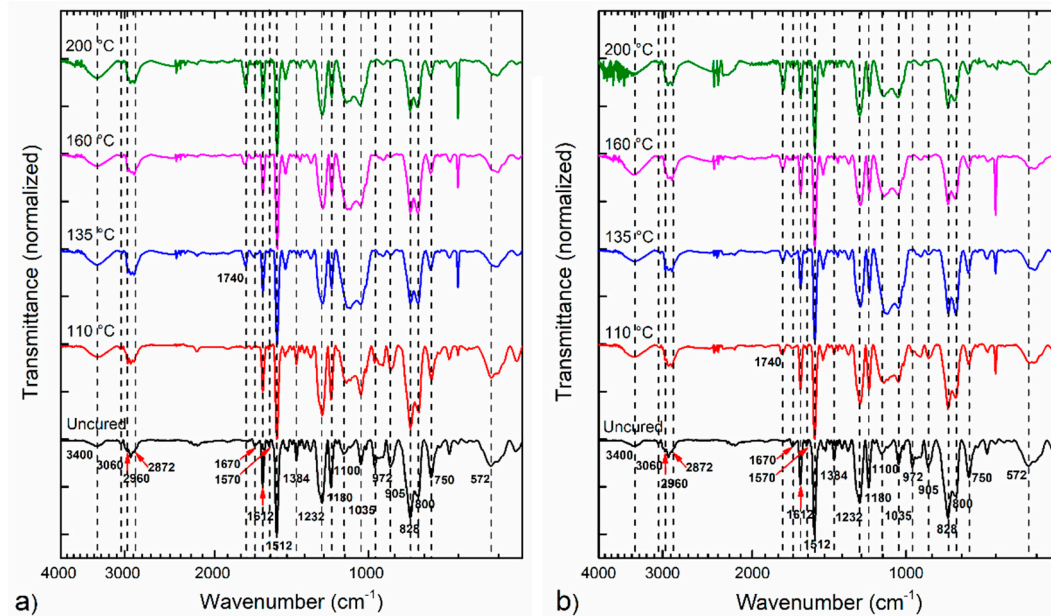 200 °C
160 °C
135 °C
1740
110 °C
Uncured
3400
3060
2960
2872
1670
1570
1612
1512
1384
1232
1180
1100
1035
972
905
828
800
750
572
4000 3000 2000 1000
Wavenumber (cm-1)
Transmittance (normalized)
a)
200 °C
160 °C
135 °C
110 °C
1740
Uncured
3400
3060
2960
2872
1670
1570
1612
1512
1384
1232
1180
1100
1035
972
905
828
800
750
572
4000 3000 2000 1000
Wavenumber (cm-1)
Transmittance (normalized)
b)